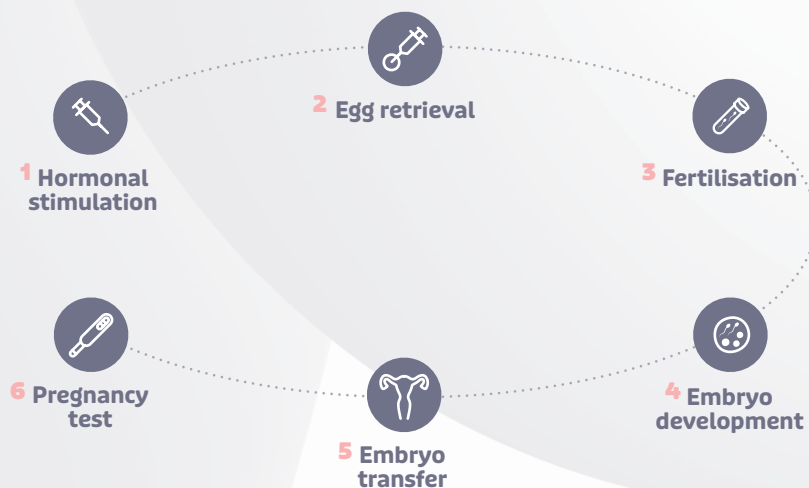 1 Hormonal
stimulation
2 Egg retrieval
3 Fertilisation
4 Embryo
development
5 Embryo
transfer
6 Pregnancy
test